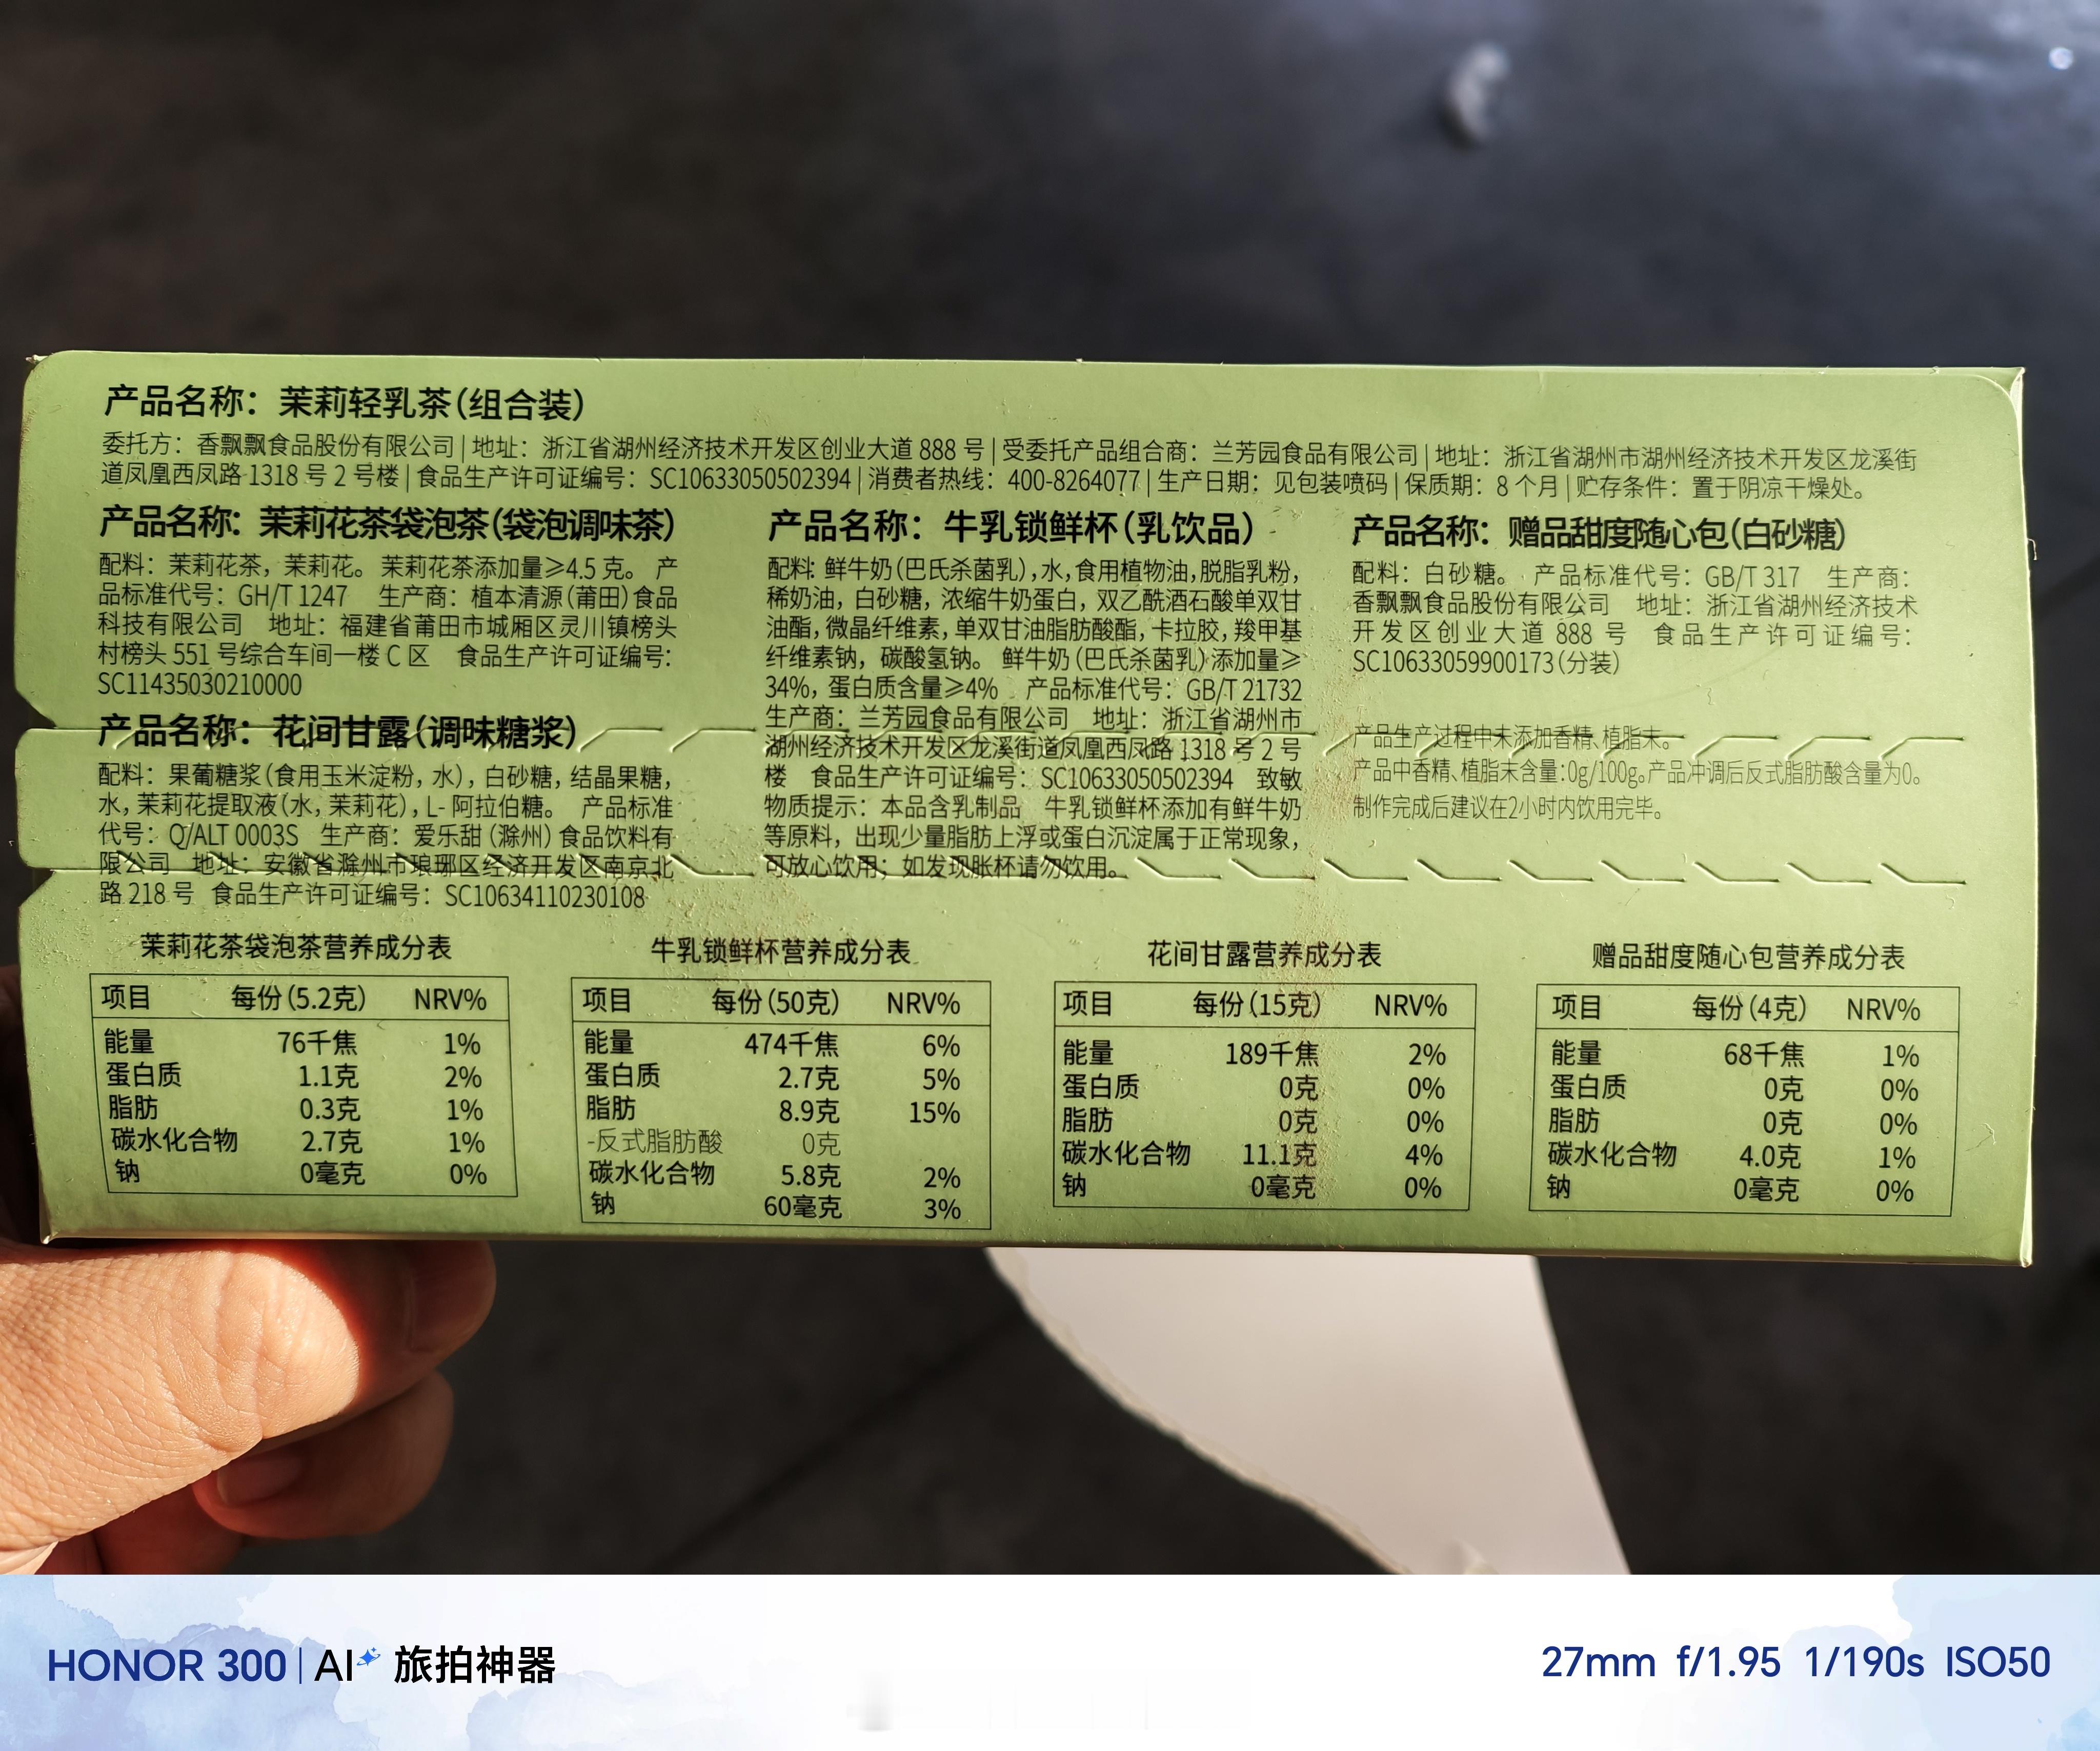 产品名称：茉莉轻乳茶（组合装）
委托方：香飘飘食品股份有限公司｜地址：浙江省湖州经济技术开发区创业大道 888 号｜受委托产品组合商：兰芳园食品有限公司｜地址：浙江省湖州市湖州经济技术开发区龙溪街
道凤凰西凤路 1318 号 2 号楼｜食品生产许可证编号：SC10633050502394｜消费者热线：400-8264077｜生产日期：见包装喷码｜保质期：8 个月｜贮存条件：置于阴凉干燥处。
产品名称：茉莉花茶袋泡茶（袋泡调味茶）
配料：茉莉花茶，茉莉花。 茉莉花茶添加量≥4.5 克。 产
品标准代号：GH/T 1247 生产商：植本清源（莆田）食品
科技有限公司 地址：福建省莆田市城厢区灵川镇榜头
村榜头 551 号综合车间一楼 C 区 食品生产许可证编号：
SC11435030210000
产品名称：花间甘露（调味糖浆）
配料：果葡糖浆（食用玉米淀粉，水），白砂糖，结晶果糖，
水，茉莉花提取液（水，茉莉花），L- 阿拉伯糖。 产品标准
代号：Q/ALT 0003S 生产商：爱乐甜（滁州）食品饮料有
限公司 地址：安徽省滁州市琅琊区经济开发区南京北
路 218 号 食品生产许可证编号：SC10634110230108
产品名称：牛乳锁鲜杯（乳饮品）
配料：鲜牛奶（巴氏杀菌乳），水，食用植物油，脱脂乳粉，
稀奶油，白砂糖，浓缩牛奶蛋白，双乙酰酒石酸单双甘
油酯，微晶纤维素，单双甘油脂肪酸酯，卡拉胶，羧甲基
纤维素钠，碳酸氢钠。 鲜牛奶（巴氏杀菌乳）添加量≥
34%，蛋白质含量≥4% 产品标准代号：GB/T 21732
生产商：兰芳园食品有限公司 地址：浙江省湖州市
湖州经济技术开发区龙溪街道凤凰西凤路 1318 号 2 号
楼 食品生产许可证编号：SC10633050502394 致敏
物质提示：本品含乳制品 牛乳锁鲜杯添加有鲜牛奶
等原料，出现少量脂肪上浮或蛋白沉淀属于正常现象，
可放心饮用；如发现胀杯请勿饮用。
产品名称：赠品甜度随心包（白砂糖）
配料：白砂糖。 产品标准代号：GB/T 317 生产商：
香飘飘食品股份有限公司 地址：浙江省湖州经济技术
开发区创业大道 888 号 食品生产许可证编号：
SC10633059900173（分装）
产品生产过程中未添加香精、植脂末。
产品中香精、植脂末含量：0g/100g。产品冲调后反式脂肪酸含量为0。
制作完成后建议在2小时内饮用完毕。
茉莉花茶袋泡茶营养成分表
项目 每份（5.2克） NRV%
能量 76千焦 1%
蛋白质 1.1克 2%
脂肪 0.3克 1%
碳水化合物 2.7克 1%
钠 0毫克 0%
牛乳锁鲜杯营养成分表
项目 每份（50克） NRV%
能量 474千焦 6%
蛋白质 2.7克 5%
脂肪 8.9克 15%
-反式脂肪酸 0克
碳水化合物 5.8克 2%
钠 60毫克 3%
花间甘露营养成分表
项目 每份（15克） NRV%
能量 189千焦 2%
蛋白质 0克 0%
脂肪 0克 0%
碳水化合物 11.1克 4%
钠 0毫克 0%
赠品甜度随心包营养成分表
项目 每份（4克） NRV%
能量 68千焦 1%
蛋白质 0克 0%
脂肪 0克 0%
碳水化合物 4.0克 1%
钠 0毫克 0%
HONOR 300｜AI 旅拍神器
27mm f/1.95 1/190s ISO50